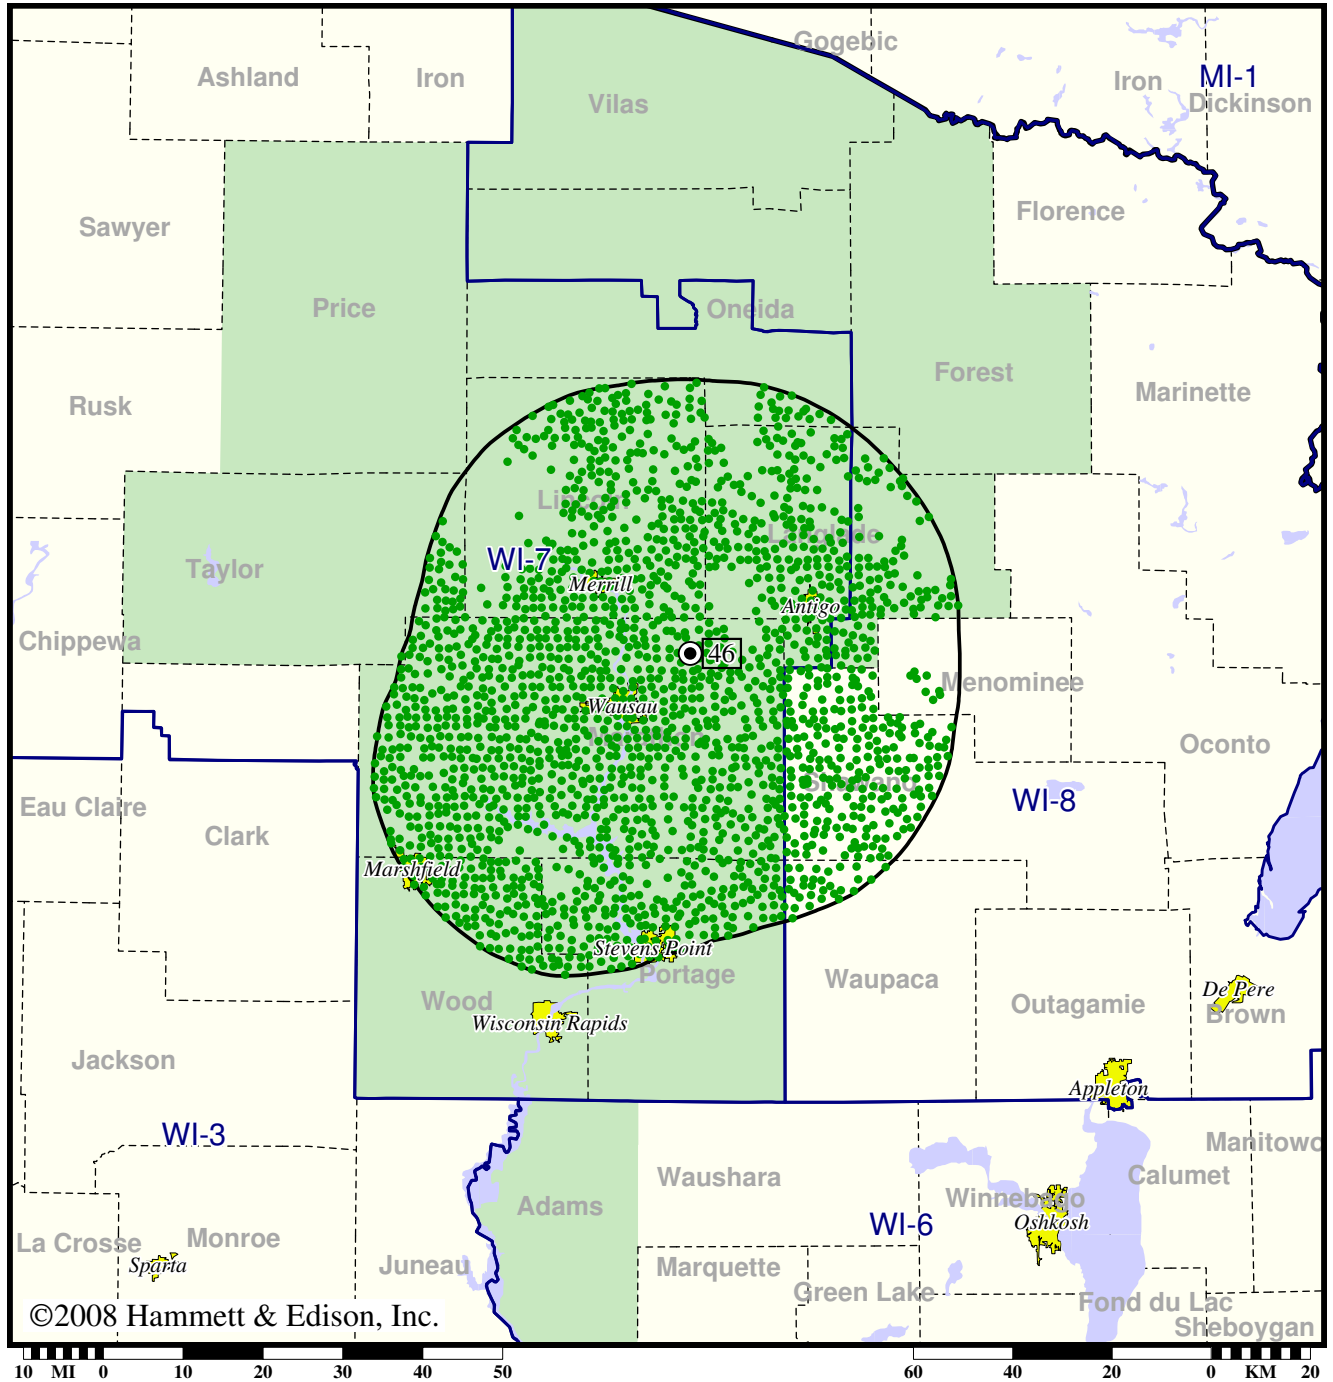 Gogebic
Ashland
Iron
Iron
MI-1
Vilas
Dickinson
Sawyer
Florence
Price
Oneida
Rusk
Forest
Marinette
Lincoln
Langlade
WI-7
Taylor
Merrill
Antigo
Chippewa
46
Menominee
Wausau
Marathon
Oconto
Shawano
Eau Claire
WI-8
Clark
Marshfield
Stevens Point
Portage
Waupaca
Wood
De Pere
Outagamie
Brown
Wisconsin Rapids
Jackson
Appleton
WI-3
Manitowo
Waushara
Calumet
Adams
Winnebago
WI-6
Oshkosh
La Crosse
Monroe
Sparta
Juneau
Marquette
Green Lake
Fond du Lac
©2008 Hammett & Edison, Inc.
Sheboygan
10 MI 0 10 20 30 40 50 60 40 20 0 KM 20